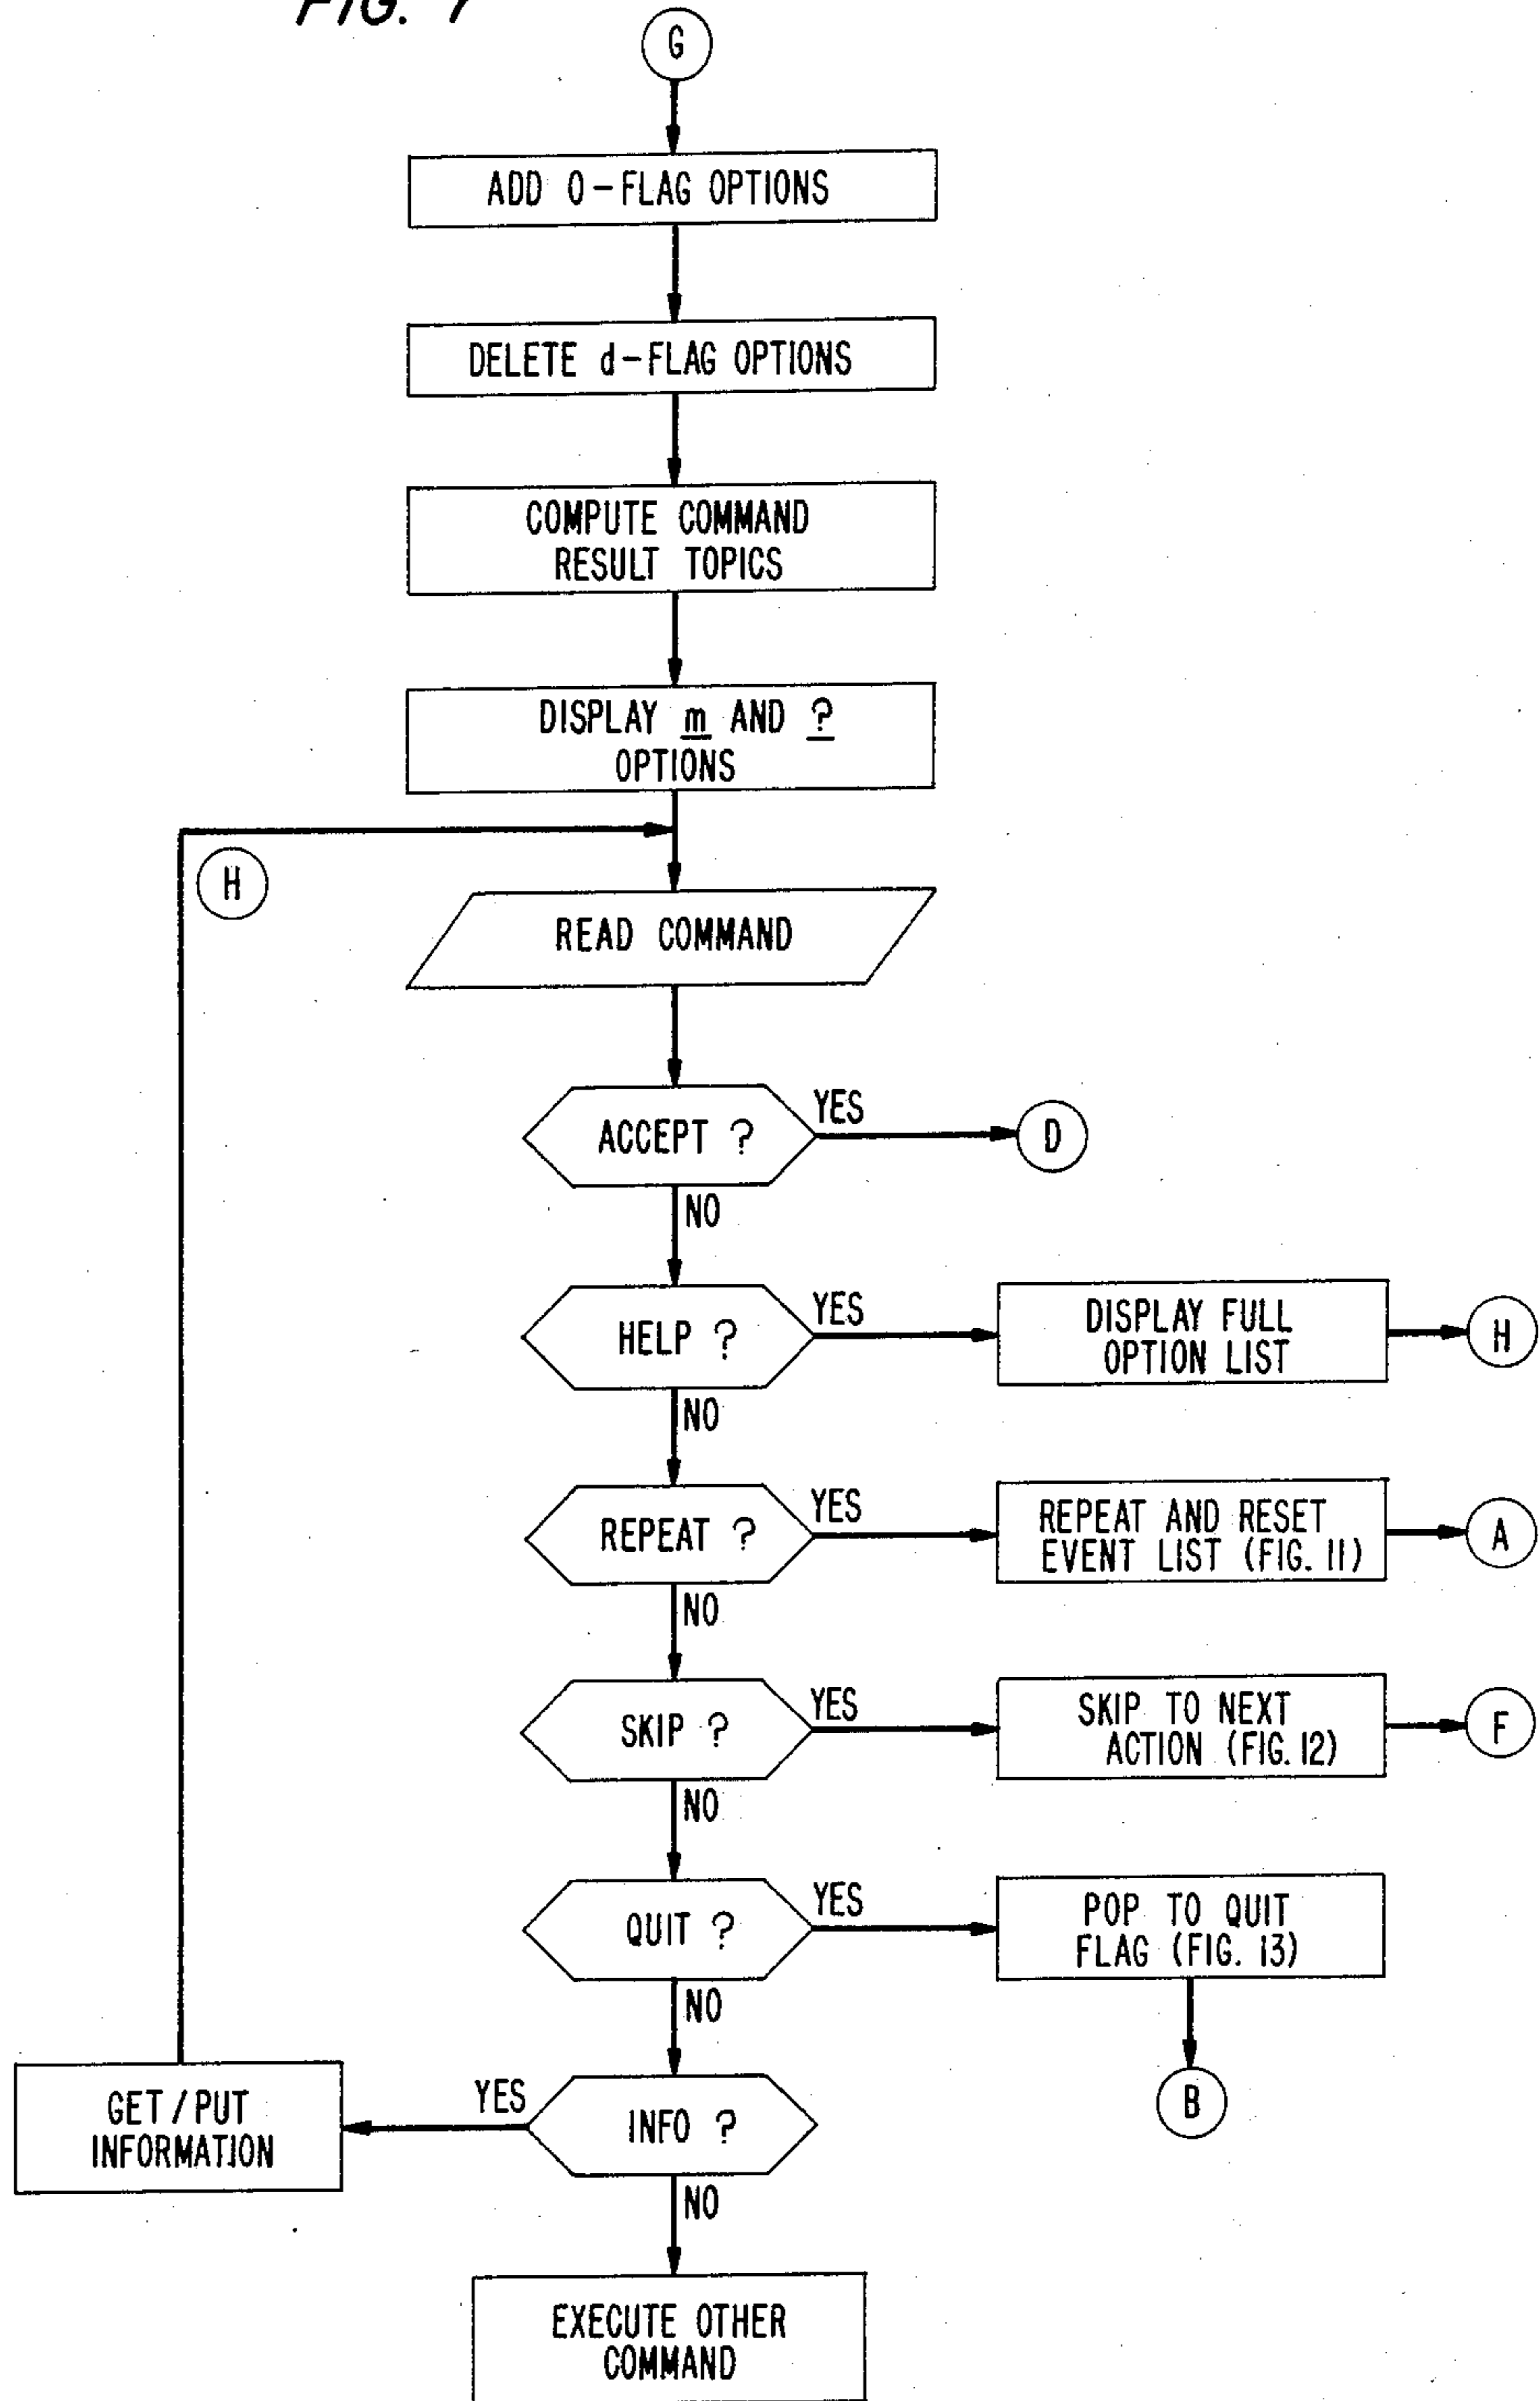 FIG. 7
G
ADD O-FLAG OPTIONS
DELETE d-FLAG OPTIONS
COMPUTE COMMAND
RESULT TOPICS
DISPLAY m AND ?
OPTIONS
H
READ COMMAND
ACCEPT ?
YES
D
NO
HELP ?
YES
DISPLAY FULL
OPTION LIST
H
NO
REPEAT ?
YES
REPEAT AND RESET
EVENT LIST (FIG. 11)
A
NO
SKIP ?
YES
SKIP TO NEXT
ACTION (FIG. 12)
F
NO
QUIT ?
YES
POP TO QUIT
FLAG (FIG. 13)
B
NO
INFO ?
YES
GET / PUT
INFORMATION
NO
EXECUTE OTHER
COMMAND